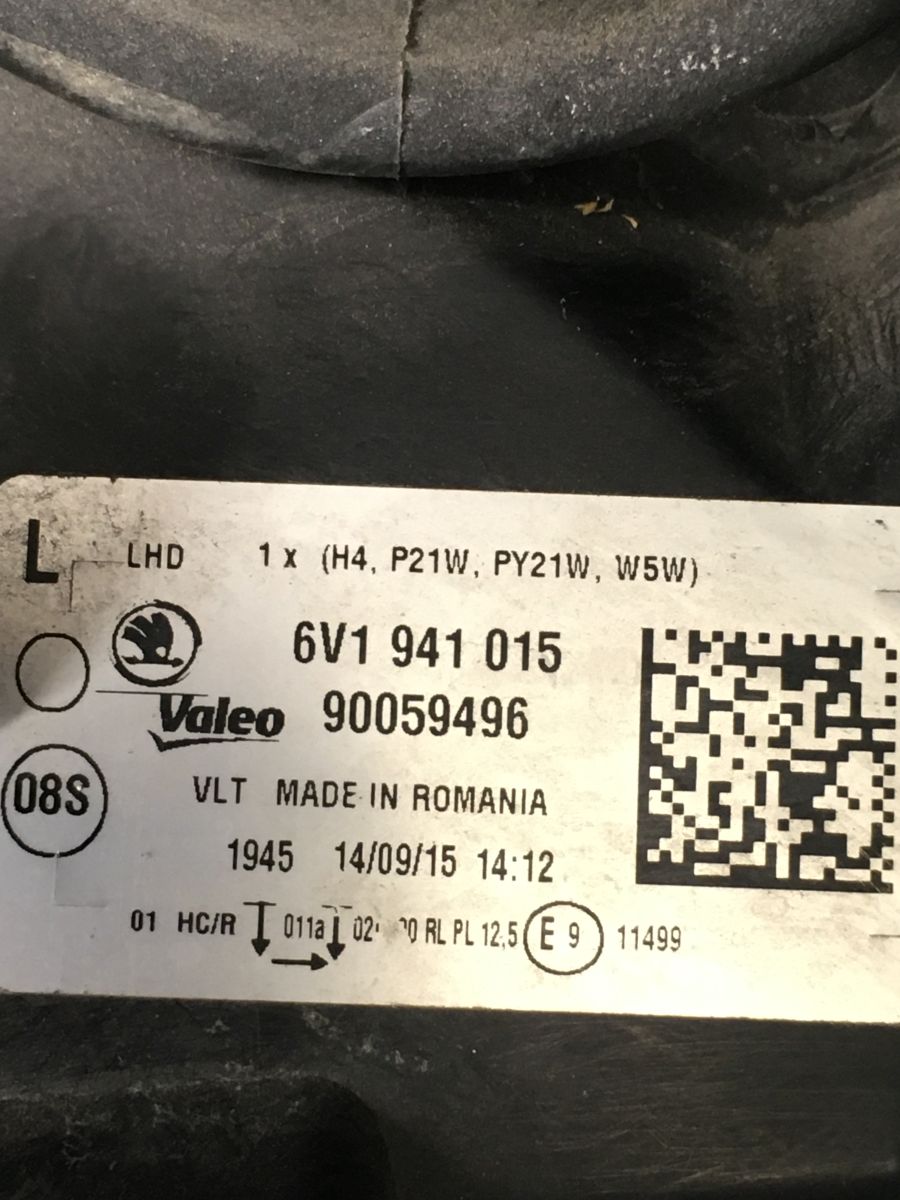 L LHD 1 x (H4, P21W, PY21W, W5W)
6V1 941 015
Valeo 90059496
08S
VLT MADE IN ROMANIA
1945 14/09/15 14:12
01 HC/R 011a RL PL 12,5 E 9 11499